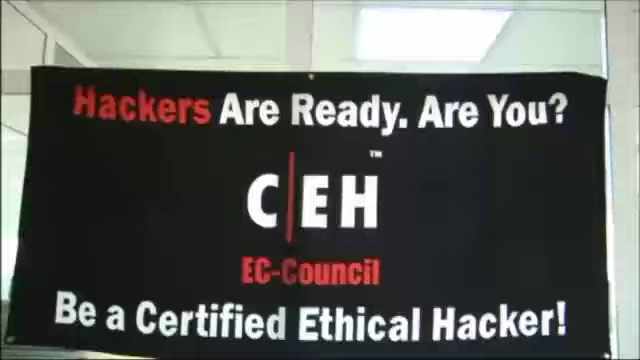 Hackers Are Ready. Are You?
C|EH™
EC-Council
Be a Certified Ethical Hacker!